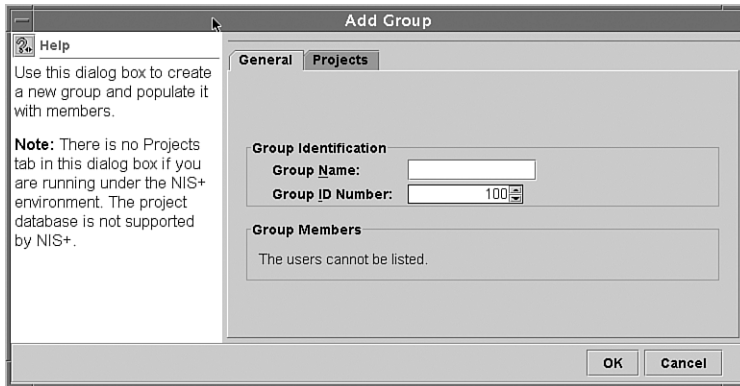 Add Group
Help
Use this dialog box to create
a new group and populate it
with members.
Note: There is no Projects
tab in this dialog box if you
are running under the NIS+
environment. The project
database is not supported
by NIS+.
General
Projects
Group Identification
Group Name:
Group ID Number: 100
Group Members
The users cannot be listed.
OK
Cancel